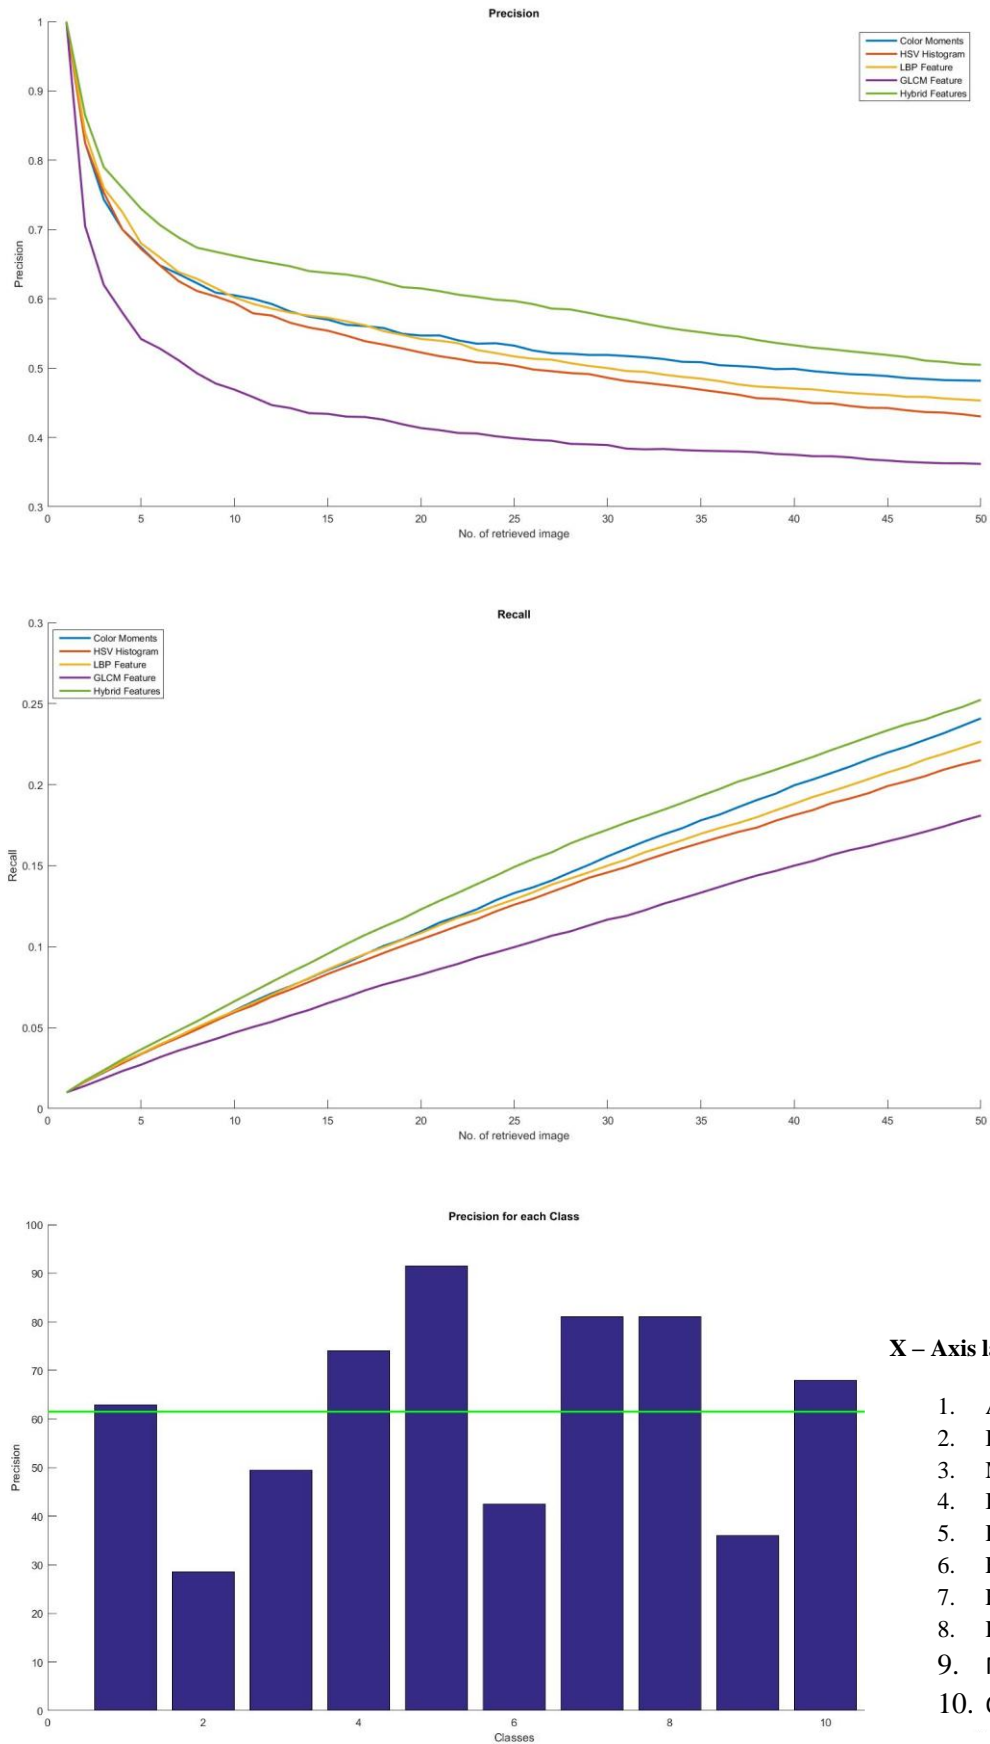 Precision
1
0.9
0.8
0.7
0.6
0.5
0.4
0.3
Precision
Color Moments
HSV Histogram
LBP Feature
GLCM Feature
Hybrid Features
0 5 10 15 20 25 30 35 40 45 50
No. of retrieved image
Recall
0.3
0.25
0.2
0.15
0.1
0.05
0
Recall
Color Moments
HSV Histogram
LBP Feature
GLCM Feature
Hybrid Features
0 5 10 15 20 25 30 35 40 45 50
No. of retrieved image
Precision for each Class
100
90
80
70
60
50
40
30
20
10
0
Precision
0 2 4 6 8 10
Classes
X – Axis
1.
2.
3.
4.
5.
6.
7.
8.
9.
10.